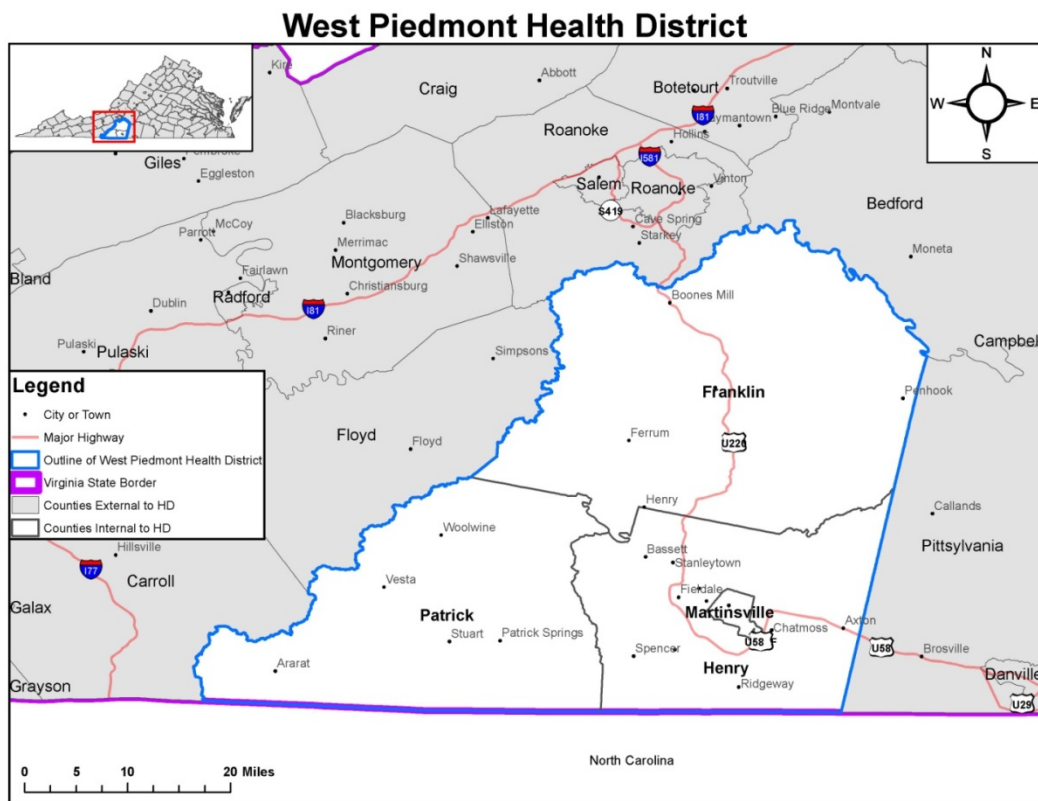 West Piedmont Health District
N
W E
S
Kire
Craig
Abbott
Botetourt
Troutville
Blue Ridge
Montvale
I81
Roanoke
Hollins
I581
Giles
Eggleston
Salem
Roanoke
Vinton
Bedford
S419
Cave Spring
Starkey
Blacksburg
Lafayette
Elliston
McCoy
Parrott
Merrimac
Montgomery
Shawsville
Moneta
Bland
Fairlawn
Radford
Christiansburg
Boones Mill
Dublin
I81
Riner
Pulaski
Pulaski
Simpsons
Campbel
Legend
City or Town
Major Highway
Outline of West Piedmont Health District
Virginia State Border
Counties External to HD
Counties Internal to HD
Franklin
Penhook
Floyd
Floyd
Ferrum
U220
Henry
Callands
Woolwine
Pittsylvania
Hillsville
Bassett
Stanleytown
I77
Carroll
Vesta
Fieldale
Galax
Patrick
Martinsville
Stuart
Patrick Springs
Chatmoss
Axton
U58
U58
Brosville
Spencer
Henry
Ararat
Danville
Grayson
Ridgeway
U29
North Carolina
0 5 10 20 Miles